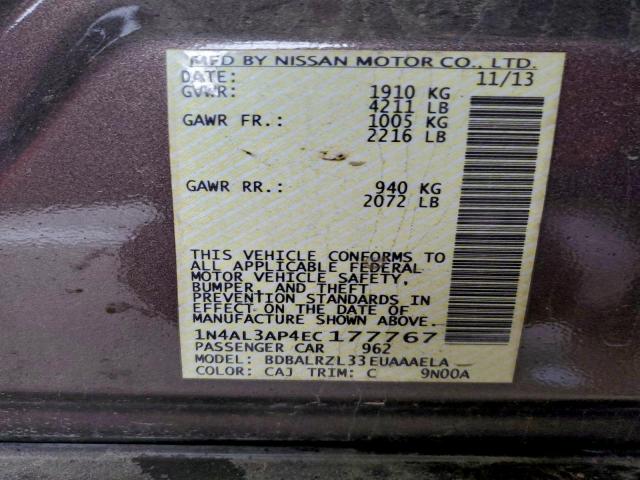 MFD BY NISSAN MOTOR CO., LTD.
DATE: 11/13
GVWR: 1910 KG
4211 LB
GAWR FR.: 1005 KG
2216 LB
GAWR RR.: 940 KG
2072 LB
THIS VEHICLE CONFORMS TO
ALL APPLICABLE FEDERAL
MOTOR VEHICLE SAFETY,
BUMPER, AND THEFT
PREVENTION STANDARDS IN
EFFECT ON THE DATE OF
MANUFACTURE SHOWN ABOVE.
1N4AL3AP4EC177767
PASSENGER CAR 962
MODEL: BDBALRZL33EUAAAELA
COLOR: CAJ TRIM: C 9N00A